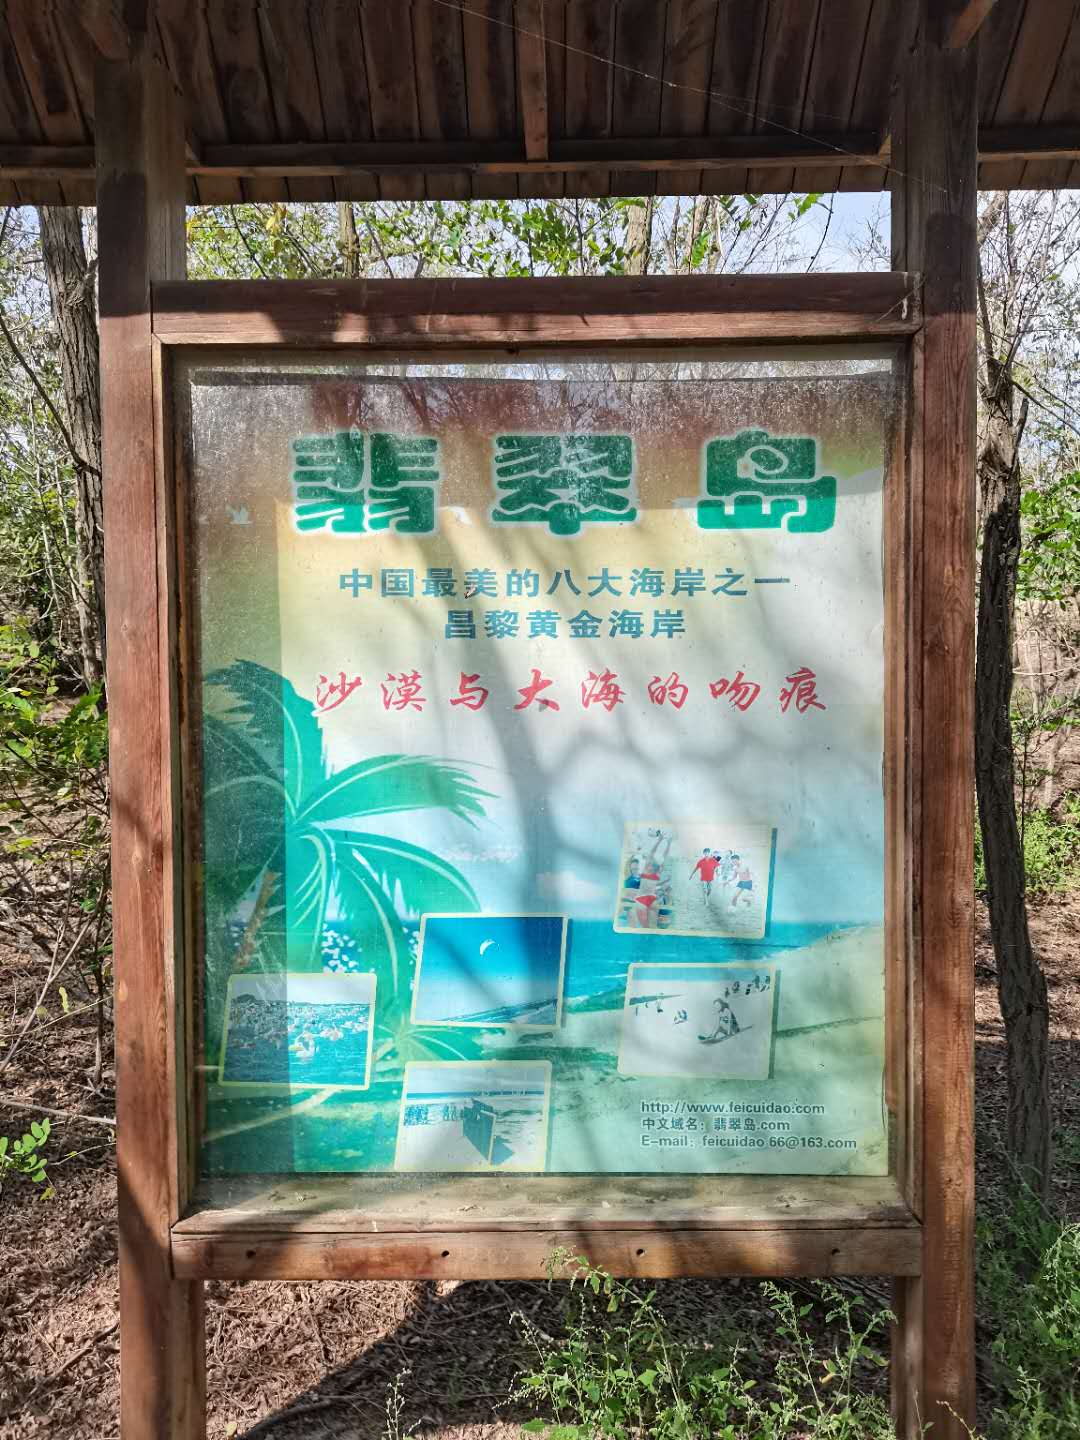 翡翠岛
中国最美的八大海岸之一
昌黎黄金海岸
沙漠与大海的吻痕
http://www.feicuidao.com
中文域名：翡翠岛.com
E-mail：feicuidao 66@163.com